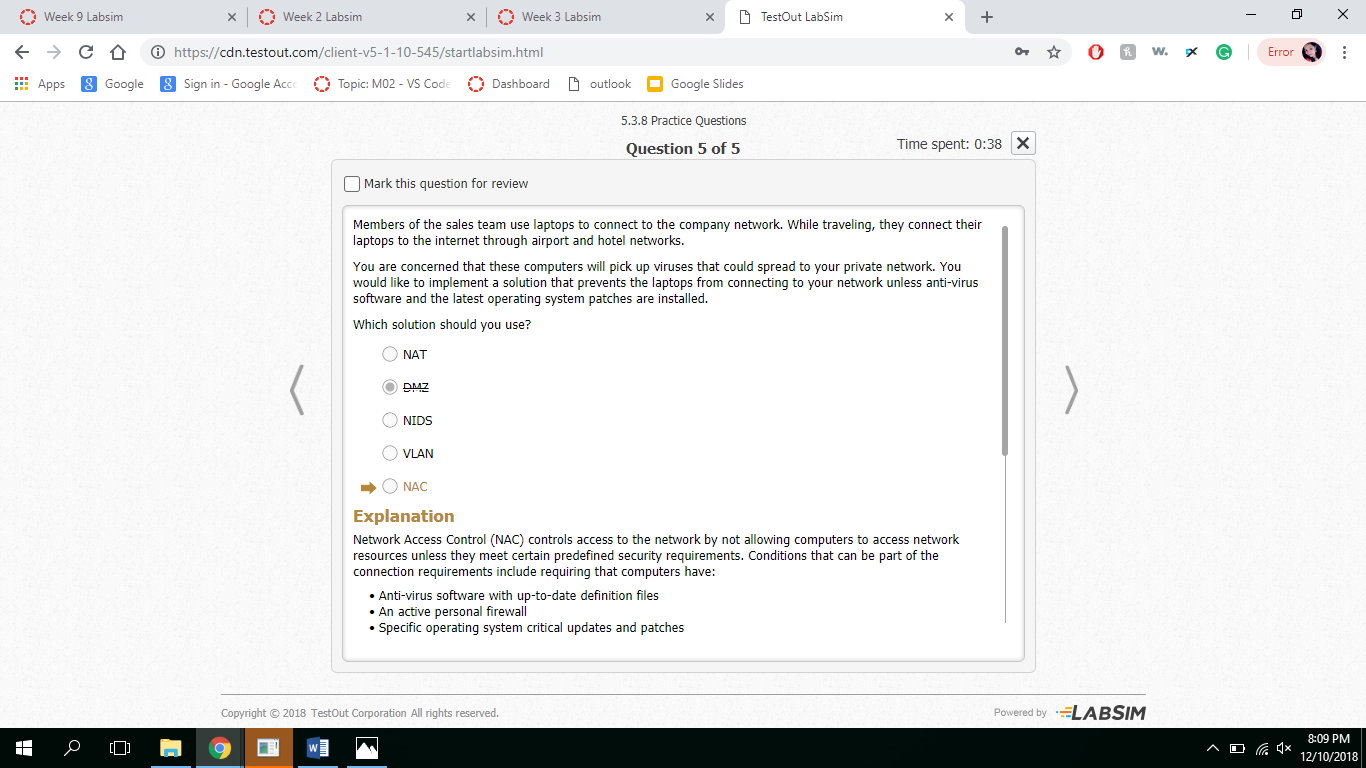 Week 9 Labsim
Week 2 Labsim
Week 3 Labsim
TestOut LabSim
https://cdn.testout.com/client-v5-1-10-545/startlabsim.html
Error
Apps
Google
Sign in - Google Acc
Topic: M02 - VS Code
Dashboard
outlook
Google Slides
5.3.8 Practice Questions
Question 5 of 5
Time spent: 0:38
Mark this question for review
Members of the sales team use laptops to connect to the company network. While traveling, they connect their
laptops to the internet through airport and hotel networks.
You are concerned that these computers will pick up viruses that could spread to your private network. You
would like to implement a solution that prevents the laptops from connecting to your network unless anti-virus
software and the latest operating system patches are installed.
Which solution should you use?
NAT
DMZ
NIDS
VLAN
NAC
Explanation
Network Access Control (NAC) controls access to the network by not allowing computers to access network
resources unless they meet certain predefined security requirements. Conditions that can be part of the
connection requirements include requiring that computers have:
• Anti-virus software with up-to-date definition files
• An active personal firewall
• Specific operating system critical updates and patches
Copyright © 2018 TestOut Corporation All rights reserved.
Powered by LABSIM
8:09 PM
12/10/2018